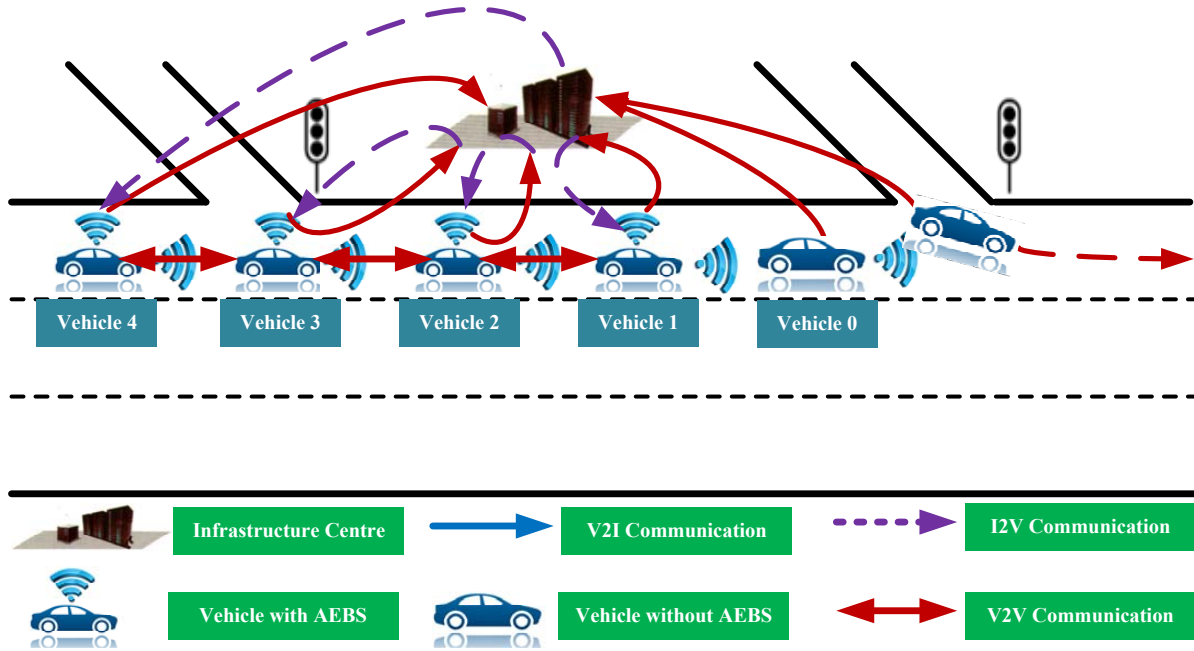 Vehicle 4
Vehicle 3
Vehicle 2
Vehicle 1
Vehicle 0
Infrastructure Centre
V2I Communication
I2V Communication
Vehicle with AEBS
Vehicle without AEBS
V2V Communication